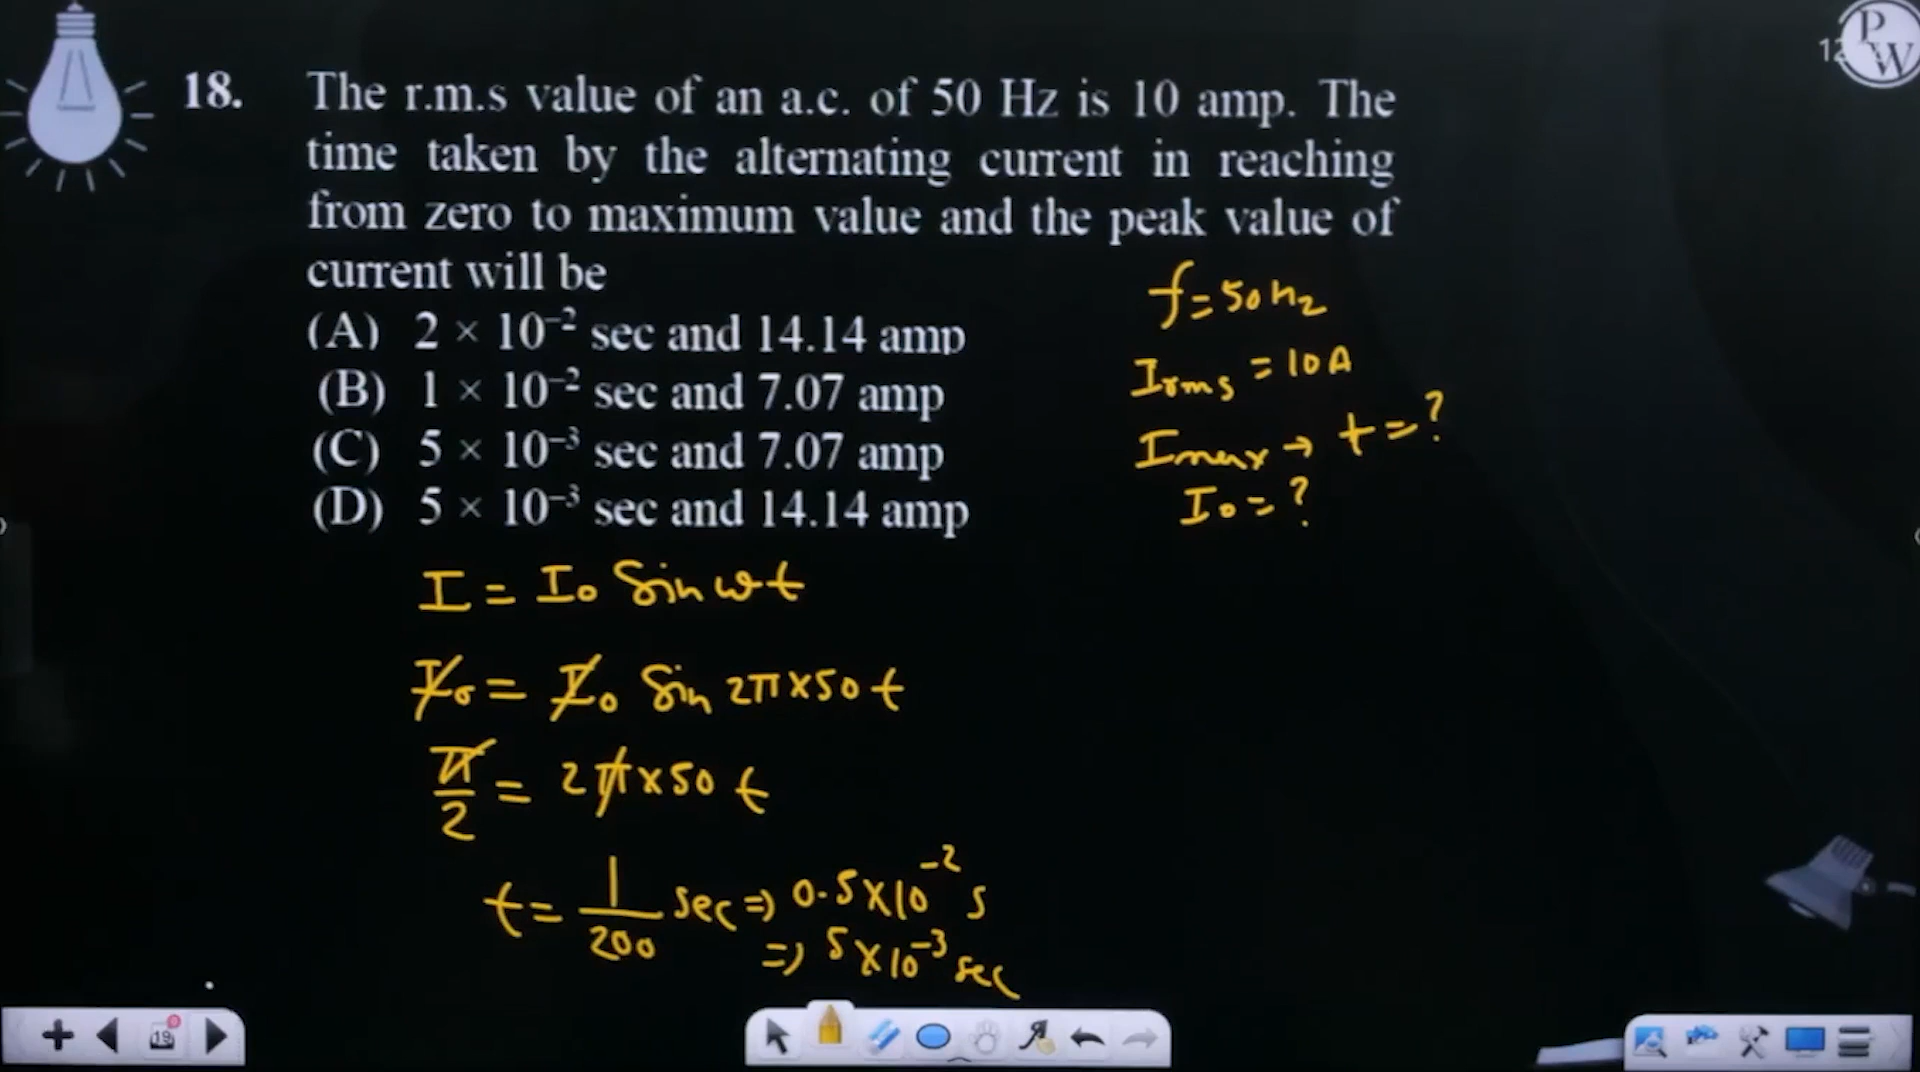 PW
12
18. The r.m.s value of an a.c. of 50 Hz is 10 amp. The
time taken by the alternating current in reaching
from zero to maximum value and the peak value of
current will be
(A) 2 × 10⁻² sec and 14.14 amp
(B) 1 × 10⁻² sec and 7.07 amp
(C) 5 × 10⁻³ sec and 7.07 amp
(D) 5 × 10⁻³ sec and 14.14 amp
f = 50 Hz
Irms = 10 A
Imax → t = ?
I₀ = ?
I = I₀ Sin ωt
I₀ = I₀ Sin 2π×50 t
π/2 = 2π×50 t
t = 1/200 sec ⇒ 0.5×10⁻² s
⇒ 5×10⁻³ sec
19